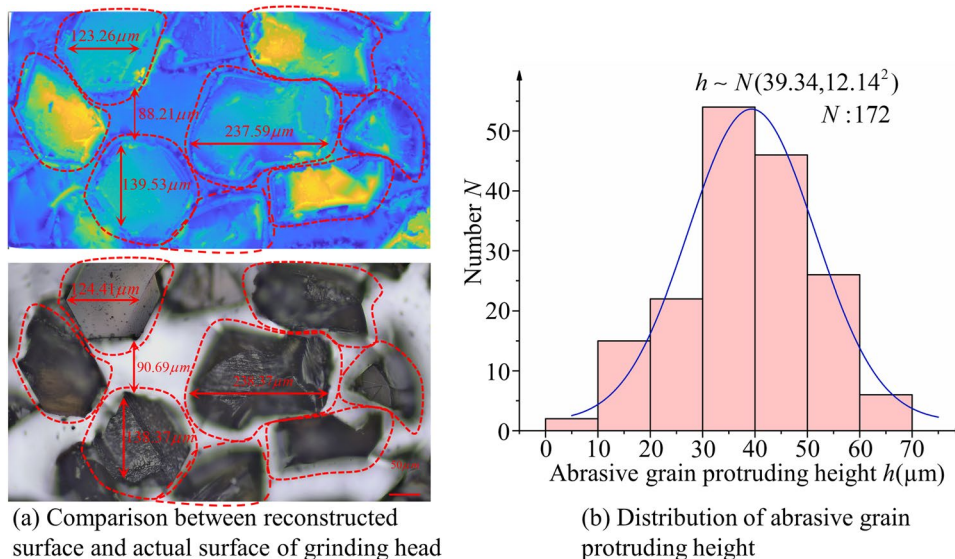 123.26μm
88.21μm
237.59μm
139.53μm
124.41μm
90.69μm
(a) Comparison between reconstructed
surface and actual surface of grinding head
h ~ N(39.34,12.14²)
N :172
Number N
50
40
30
20
10
0
0 10 20 30 40 50 60 70
Abrasive grain protruding height h(μm)
(b) Distribution of abrasive grain
protruding height